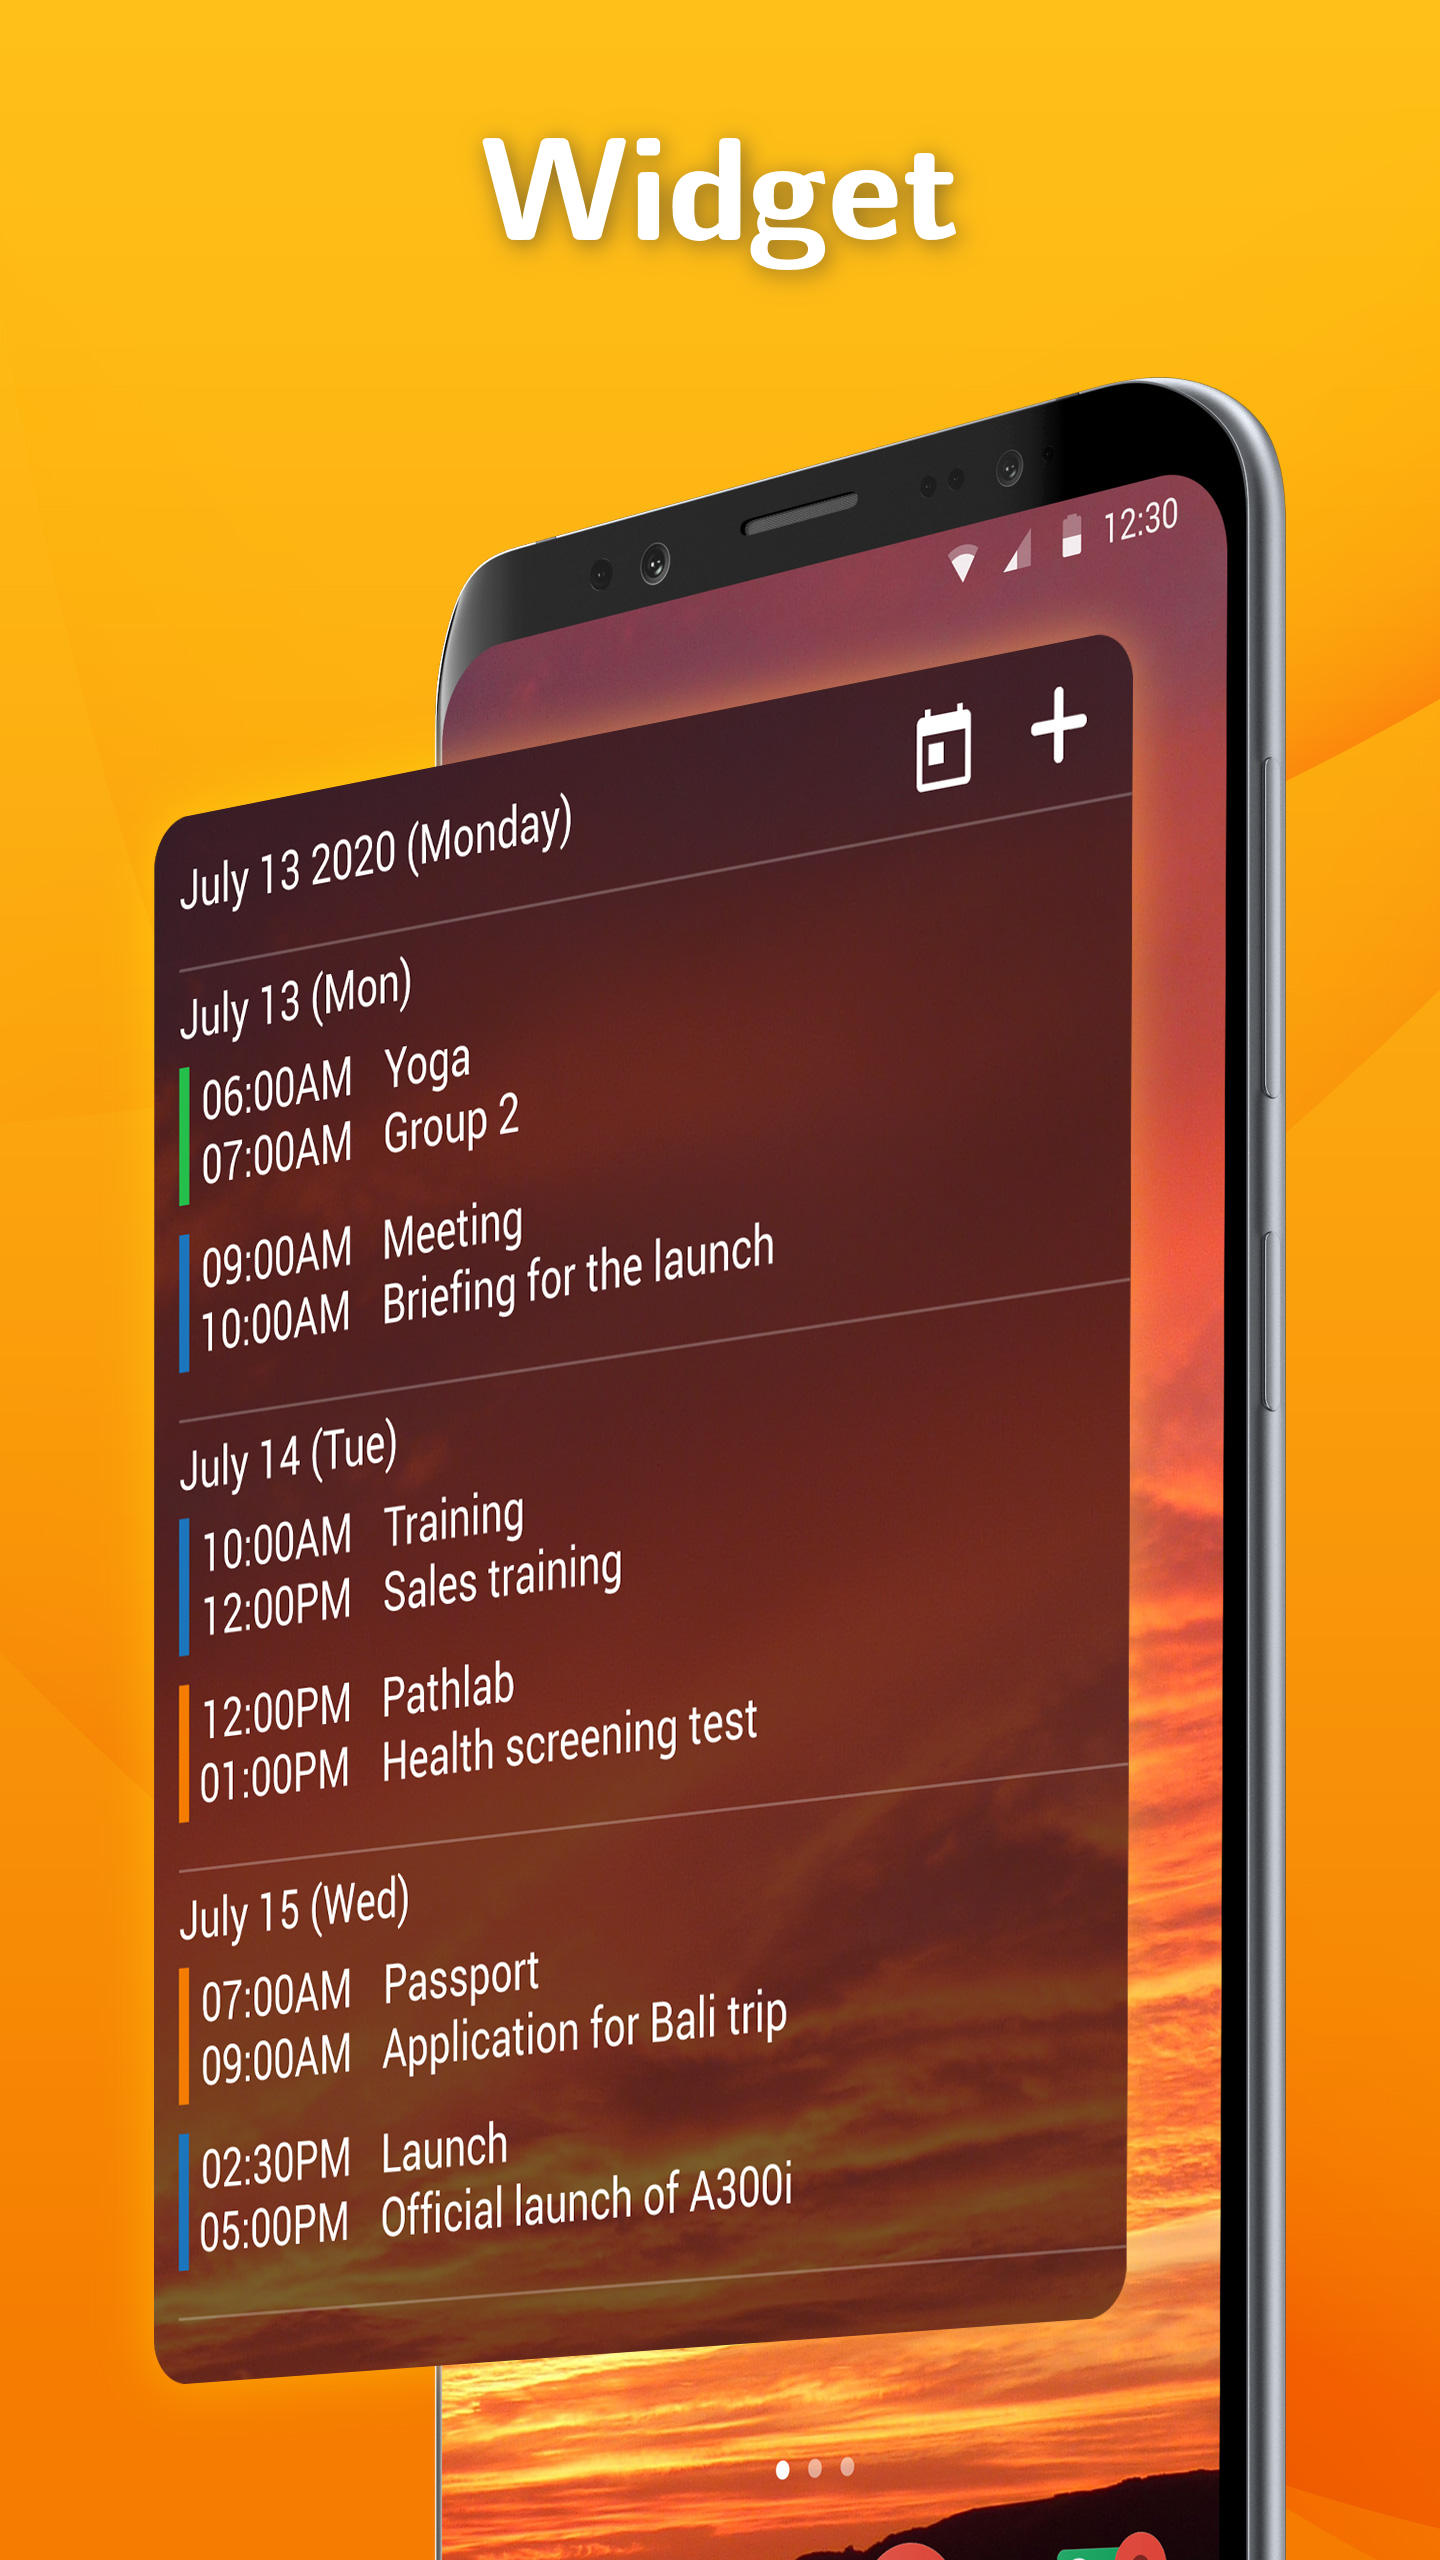 Widget
12:30
July 13 2020 (Monday)
July 13 (Mon)
06:00AM Yoga
07:00AM Group 2
09:00AM Meeting
10:00AM Briefing for the launch
July 14 (Tue)
10:00AM Training
12:00PM Sales training
12:00PM Pathlab
01:00PM Health screening test
July 15 (Wed)
07:00AM Passport
09:00AM Application for Bali trip
02:30PM Launch
05:00PM Official launch of A300i